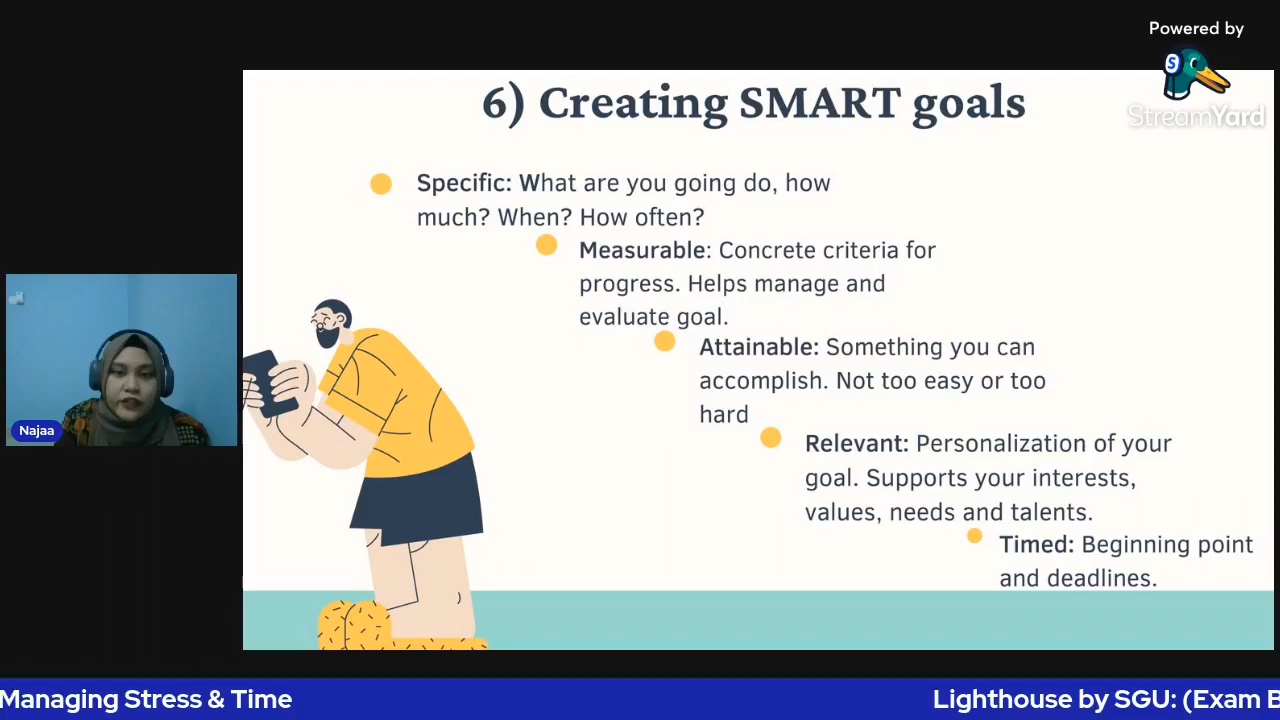 Powered by
S
StreamYard
6) Creating SMART goals
Specific: What are you going do, how
much? When? How often?
Measurable: Concrete criteria for
progress. Helps manage and
evaluate goal.
Attainable: Something you can
accomplish. Not too easy or too
hard
Relevant: Personalization of your
goal. Supports your interests,
values, needs and talents.
Timed: Beginning point
and deadlines.
Najaa
Managing Stress & Time
Lighthouse by SGU: (Exam B